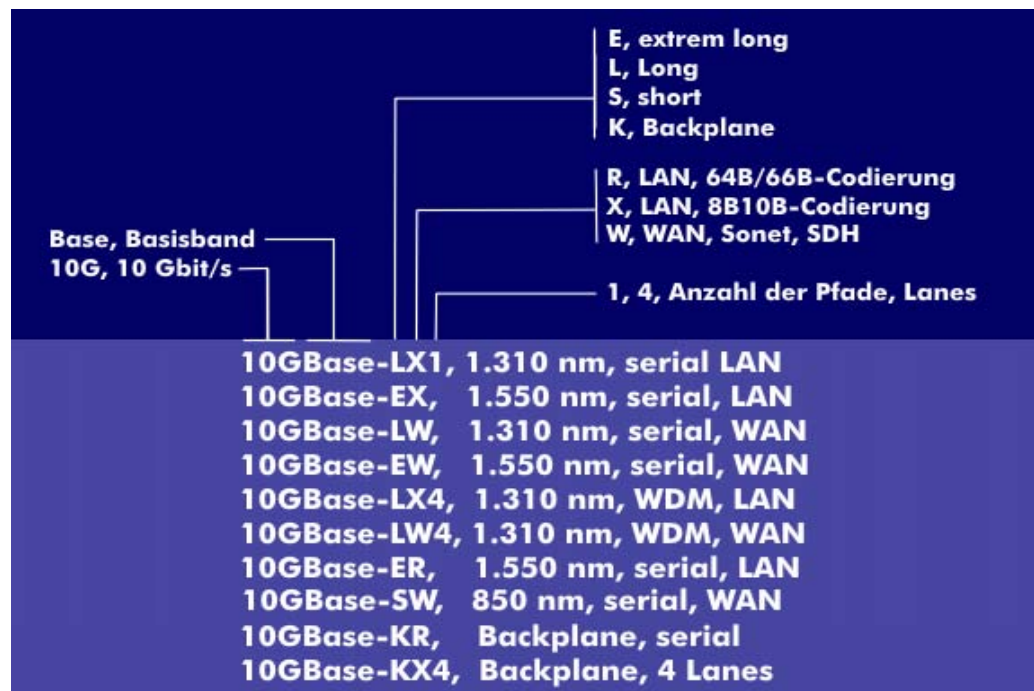 E, extrem long
L, Long
S, short
K, Backplane
R, LAN, 64B/66B-Codierung
X, LAN, 8B10B-Codierung
W, WAN, Sonet, SDH
Base, Basisband
10G, 10 Gbit/s
1, 4, Anzahl der Pfade, Lanes
10GBase-LX1, 1.310 nm, serial LAN
10GBase-EX, 1.550 nm, serial, LAN
10GBase-LW, 1.310 nm, serial, WAN
10GBase-EW, 1.550 nm, serial, WAN
10GBase-LX4, 1.310 nm, WDM, LAN
10GBase-LW4, 1.310 nm, WDM, WAN
10GBase-ER, 1.550 nm, serial, LAN
10GBase-SW, 850 nm, serial, WAN
10GBase-KR, Backplane, serial
10GBase-KX4, Backplane, 4 Lanes